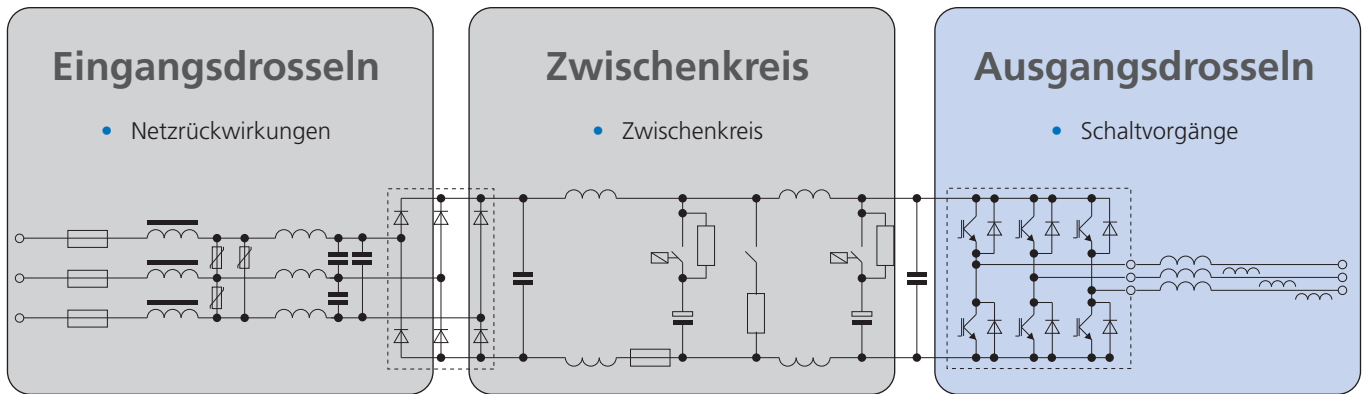 Eingangsdrosseln
• Netzrückwirkungen
Zwischenkreis
• Zwischenkreis
Ausgangsdrosseln
• Schaltvorgänge